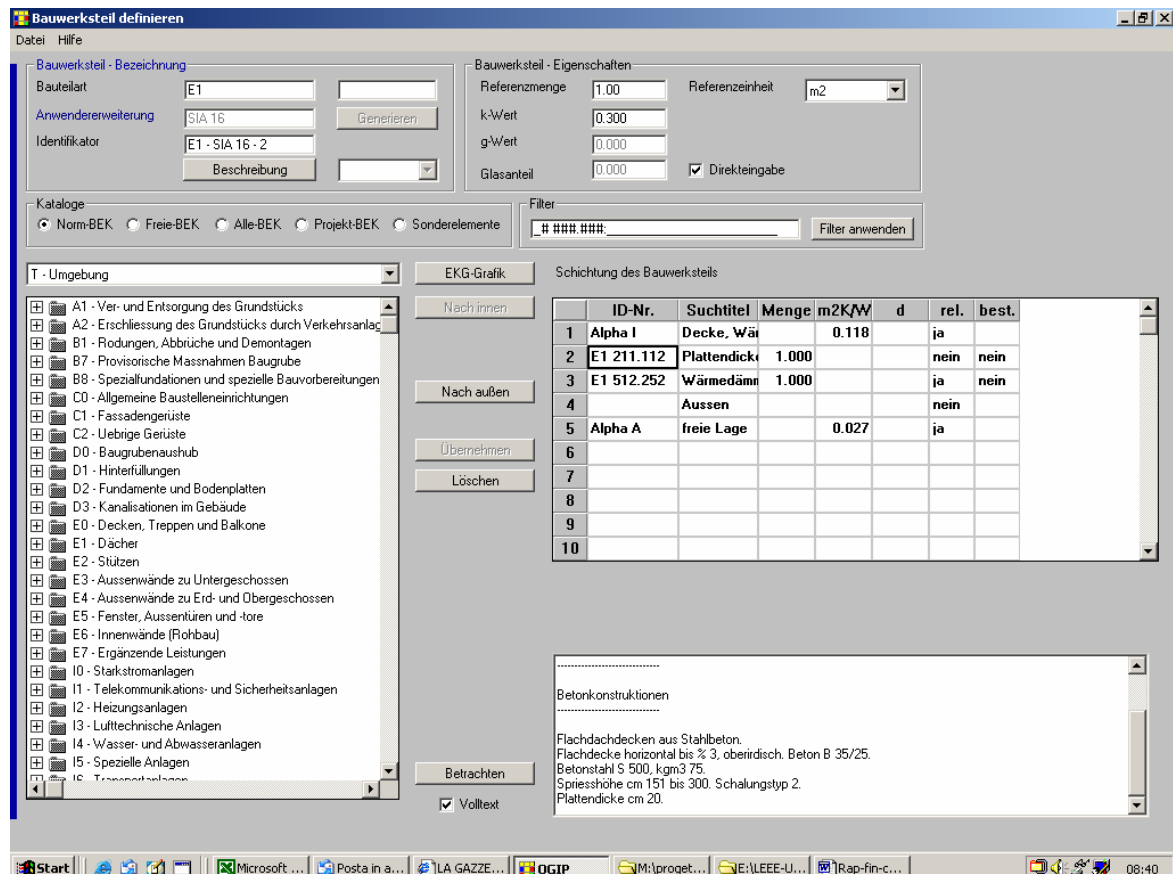 Bauwerksteil definieren
Datei Hilfe
Bauwerksteil - Bezeichnung
Bauteilart E1
Anwendererweiterung SIA 16 Generieren
Identifikator E1 - SIA 16 - 2
Beschreibung
Bauwerksteil - Eigenschaften
Referenzmenge 1.00 Referenzeinheit m2
k-Wert 0.300
g-Wert 0.000
Glasanteil 0.000 Direkteingabe
Kataloge
Norm-BEK Freie-BEK Alle-BEK Projekt-BEK Sonderelemente
Filter
_# ###.###:_________________________ Filter anwenden
T - Umgebung
A1 - Ver- und Entsorgung des Grundstücks
A2 - Erschliessung des Grundstücks durch Verkehrsanlag
B1 - Rodungen, Abbrüche und Demontagen
B7 - Provisorische Massnahmen Baugrube
B8 - Spezialfundationen und spezielle Bauvorbereitungen
C0 - Allgemeine Baustelleneinrichtungen
C1 - Fassadengerüste
C2 - Uebrige Gerüste
D0 - Baugrubenaushub
D1 - Hinterfüllungen
D2 - Fundamente und Bodenplatten
D3 - Kanalisationen im Gebäude
E0 - Decken, Treppen und Balkone
E1 - Dächer
E2 - Stützen
E3 - Aussenwände zu Untergeschossen
E4 - Aussenwände zu Erd- und Obergeschossen
E5 - Fenster, Aussentüren und -tore
E6 - Innenwände (Rohbau)
E7 - Ergänzende Leistungen
I0 - Starkstromanlagen
I1 - Telekommunikations- und Sicherheitsanlagen
I2 - Heizungsanlagen
I3 - Lufttechnische Anlagen
I4 - Wasser- und Abwasseranlagen
I5 - Spezielle Anlagen
I6 - Transportanlagen
EKG-Grafik
Nach innen
Nach außen
Übernehmen
Löschen
Betrachten
Volltext
Schichtung des Bauwerksteils
ID-Nr. Suchtitel Menge m2K/W d rel. best.
1 Alpha I Decke, Wär 0.118 ja
2 E1 211.112 Plattendicke 1.000 nein nein
3 E1 512.252 Wärmedämm 1.000 ja nein
4 Aussen nein
5 Alpha A freie Lage 0.027 ja
6
7
8
9
10
------------------------------
Betonkonstruktionen
------------------------------
Flachdachdecken aus Stahlbeton.
Flachdecke horizontal bis % 3, oberirdisch. Beton B 35/25.
Betonstahl S 500, kgm3 75.
Spriesshöhe cm 151 bis 300. Schalungstyp 2.
Plattendicke cm 20.
Start Microsoft ... Posta in a... LA GAZZE... OGIP M:\proget... E:\LEEE-U... Rap-fin-c... 08:40